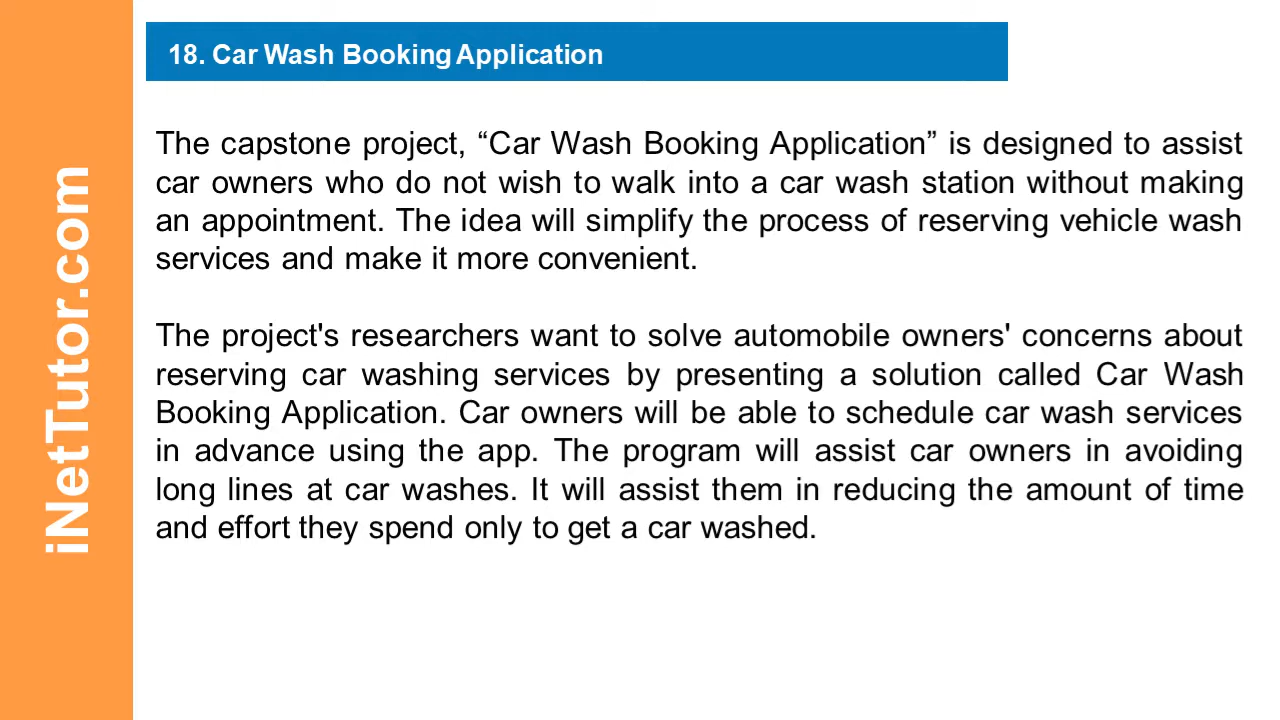 iNetTutor.com
18. Car Wash Booking Application
The capstone project, “Car Wash Booking Application” is designed to assist
car owners who do not wish to walk into a car wash station without making
an appointment. The idea will simplify the process of reserving vehicle wash
services and make it more convenient.
The project's researchers want to solve automobile owners' concerns about
reserving car washing services by presenting a solution called Car Wash
Booking Application. Car owners will be able to schedule car wash services
in advance using the app. The program will assist car owners in avoiding
long lines at car washes. It will assist them in reducing the amount of time
and effort they spend only to get a car washed.